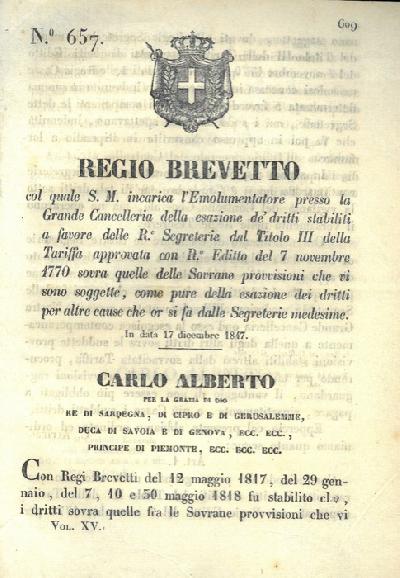 609
N.º 657.
REGIO BREVETTO
col quale S. M. incarica l'Emolumentatore presso la
Grande Cancelleria della esazione de' dritti stabiliti
a favore delle R.e Segreterie dal Titolo III della
Tariffa approvata con R.º Editto del 7 novembre
1770 sovra quelle delle Sovrane provvisioni che vi
sono soggette, come pure della esazione dei dritti
per altre cause che or si fa dalle Segreterie medesime.
In data 17 dicembre 1847.
CARLO ALBERTO
PER LA GRAZIA DI DIO
RE DI SARDEGNA, DI CIPRO E DI GERUSALEMME,
DUCA DI SAVOIA E DI GENOVA, ECC. ECC.,
PRINCIPE DI PIEMONTE, ECC. ECC. ECC.
Con Regi Brevetti del 12 maggio 1817, del 29 gen-
naio, del 7, 10 e 30 maggio 1818 fu stabilito che,
i dritti sovra quelle fra le Sovrane provvisioni che vi
VOL. XV.